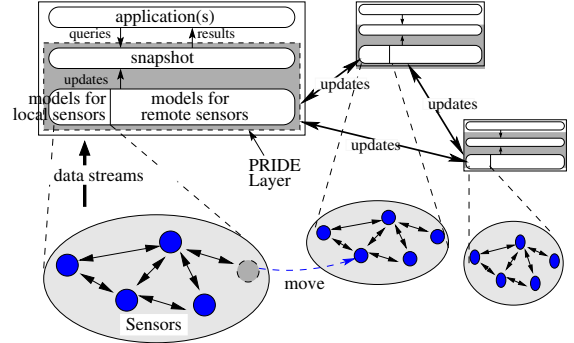 application(s)
queries
results
snapshot
updates
models for
local sensors
models for
remote sensors
updates
updates
updates
PRIDE
Layer
data streams
move
Sensors